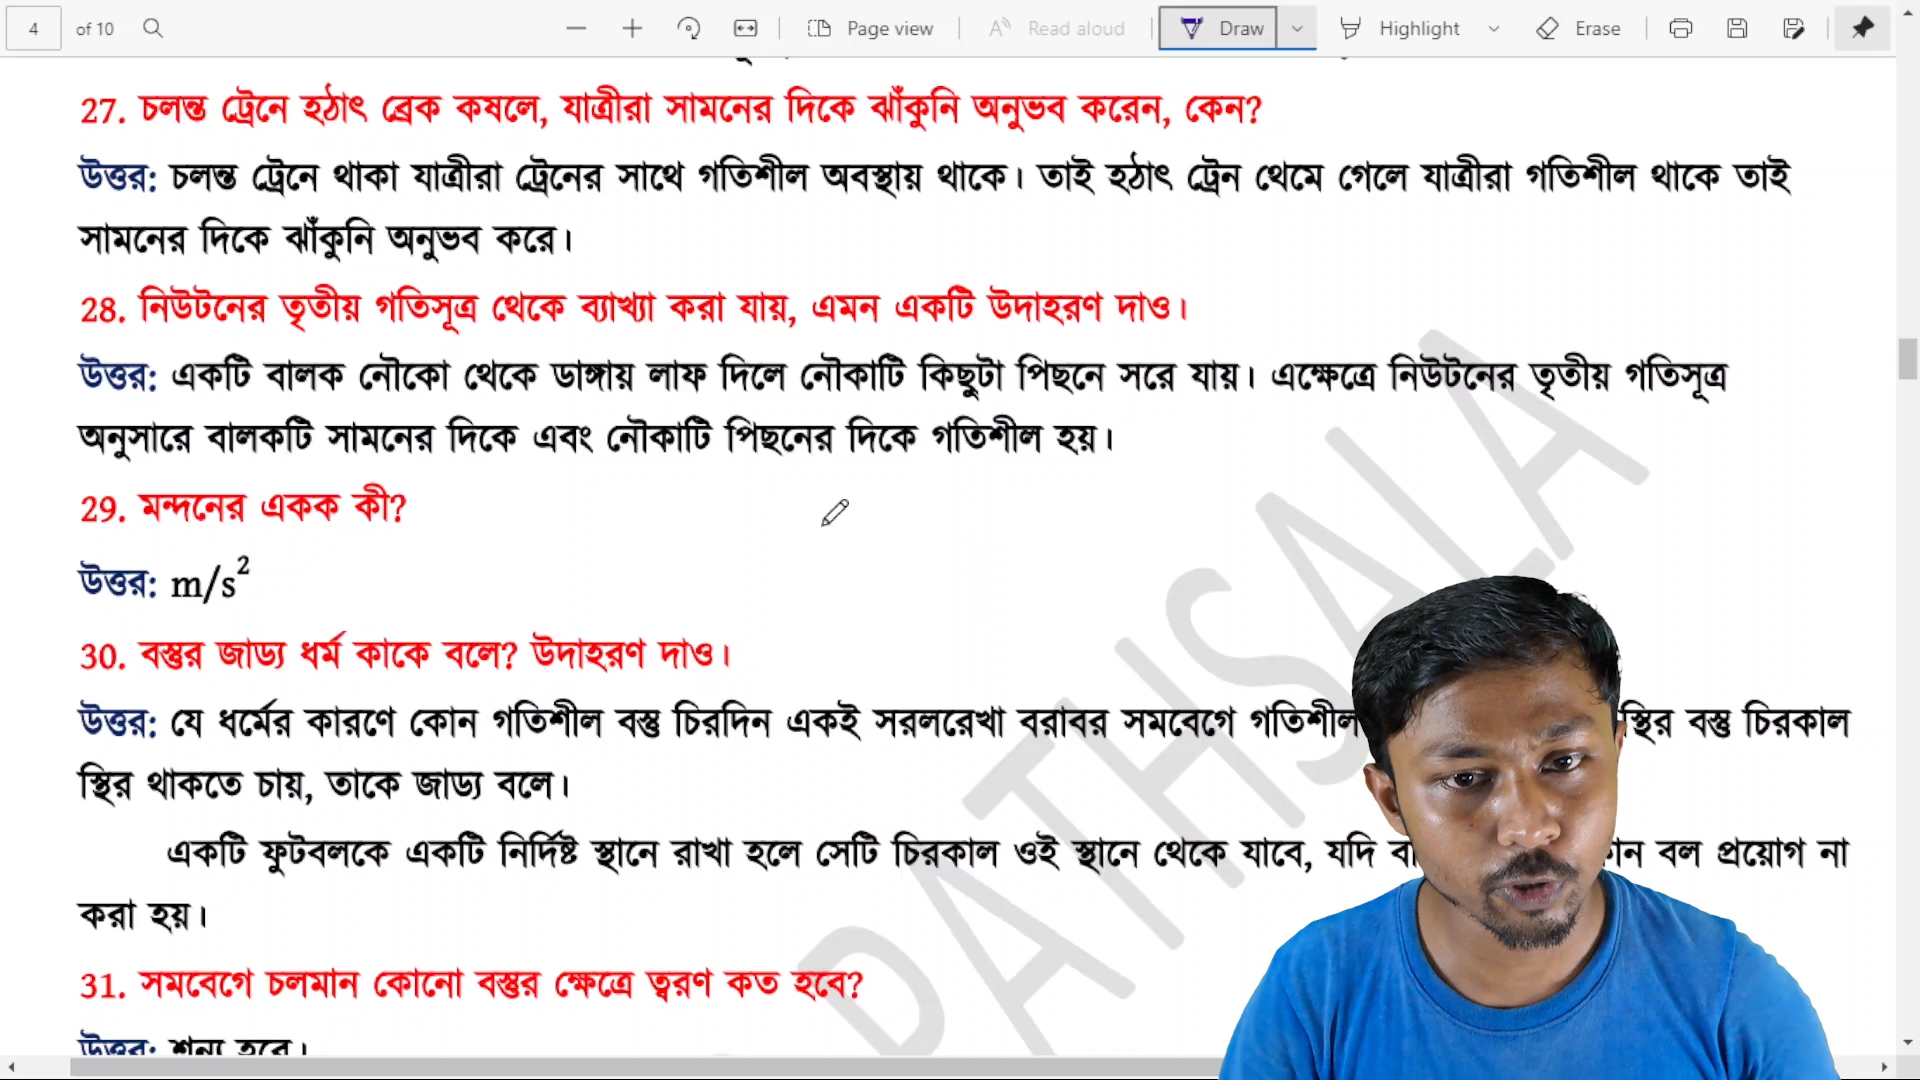 4 of 10 Page view Read aloud Draw Highlight Erase
27. চলন্ত ট্রেনে হঠাৎ ব্রেক কষলে, যাত্রীরা সামনের দিকে ঝাঁকুনি অনুভব করেন, কেন?
উত্তর: চলন্ত ট্রেনে থাকা যাত্রীরা ট্রেনের সাথে গতিশীল অবস্থায় থাকে। তাই হঠাৎ ট্রেন থেমে গেলে যাত্রীরা গতিশীল থাকে তাই
সামনের দিকে ঝাঁকুনি অনুভব করে।
28. নিউটনের তৃতীয় গতিসূত্র থেকে ব্যাখ্যা করা যায়, এমন একটি উদাহরণ দাও।
উত্তর: একটি বালক নৌকো থেকে ডাঙ্গায় লাফ দিলে নৌকাটি কিছুটা পিছনে সরে যায়। এক্ষেত্রে নিউটনের তৃতীয় গতিসূত্র
অনুসারে বালকটি সামনের দিকে এবং নৌকাটি পিছনের দিকে গতিশীল হয়।
29. মন্দনের একক কী?
উত্তর: m/s²
30. বস্তুর জাড্য ধর্ম কাকে বলে? উদাহরণ দাও।
উত্তর: যে ধর্মের কারণে কোন গতিশীল বস্তু চিরদিন একই সরলরেখা বরাবর সমবেগে গতিশীল স্থির বস্তু চিরকাল
স্থির থাকতে চায়, তাকে জাড্য বলে।
একটি ফুটবলকে একটি নির্দিষ্ট স্থানে রাখা হলে সেটি চিরকাল ওই স্থানে থেকে যাবে, যদি বল প্রয়োগ না
করা হয়।
31. সমবেগে চলমান কোনো বস্তুর ক্ষেত্রে ত্বরণ কত হবে?
উত্তর: শূন্য হবে।
PATHSALA